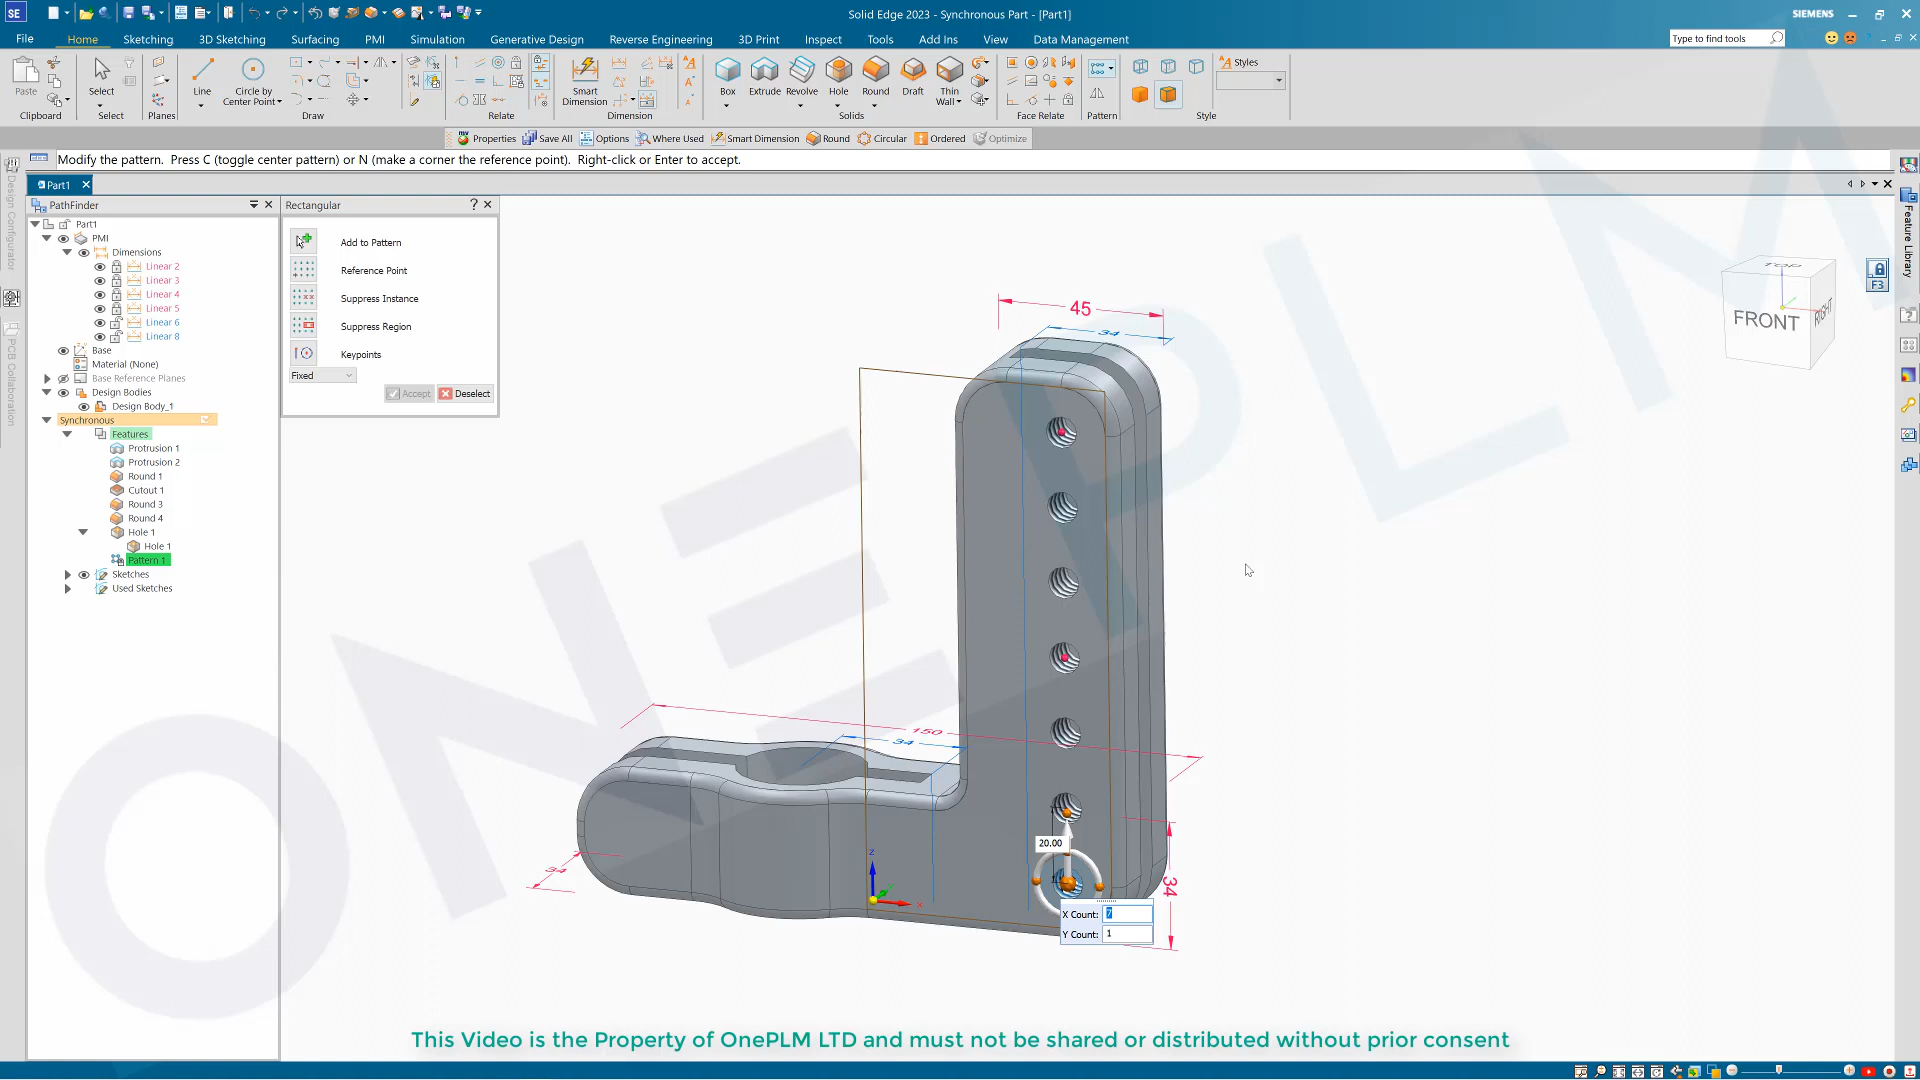 SE
Solid Edge 2023 - Synchronous Part - [Part1]
SIEMENS
File
Home
Sketching
3D Sketching
Surfacing
PMI
Simulation
Generative Design
Reverse Engineering
3D Print
Inspect
Tools
Add Ins
View
Data Management
Type to find tools
Paste
Select
Line
Circle by
Center Point
Smart
Dimension
Box
Extrude
Revolve
Hole
Round
Draft
Thin
Wall
Styles
Clipboard
Select
Planes
Draw
Relate
Dimension
Solids
Face Relate
Pattern
Style
Properties
Save All
Options
Where Used
Smart Dimension
Round
Circular
Ordered
Optimize
Modify the pattern. Press C (toggle center pattern) or N (make a corner the reference point). Right-click or Enter to accept.
Part1
PathFinder
Rectangular
?
Part1
PMI
Dimensions
Linear 2
Linear 3
Linear 4
Linear 5
Linear 6
Linear 8
Base
Material (None)
Base Reference Planes
Design Bodies
Design Body_1
Synchronous
Features
Protrusion 1
Protrusion 2
Round 1
Cutout 1
Round 3
Round 4
Hole 1
Hole 1
Pattern 1
Sketches
Used Sketches
Add to Pattern
Reference Point
Suppress Instance
Suppress Region
Keypoints
Fixed
Accept
Deselect
Design Configurator
PCB Collaboration
Feature Library
F3
TOP
FRONT
RIGHT
45
34
150
34
34
34
20.00
z
x
X Count: 7
Y Count: 1
ONEPLM
This Video is the Property of OnePLM LTD and must not be shared or distributed without prior consent